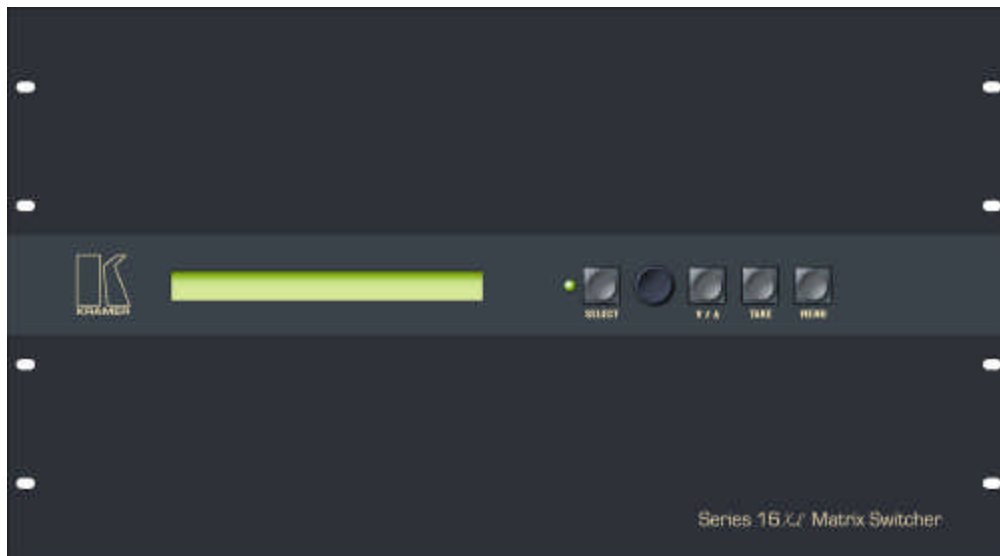 KRAMER
SELECT
V / A
TAKE
MENU
Series 16 Matrix Switcher